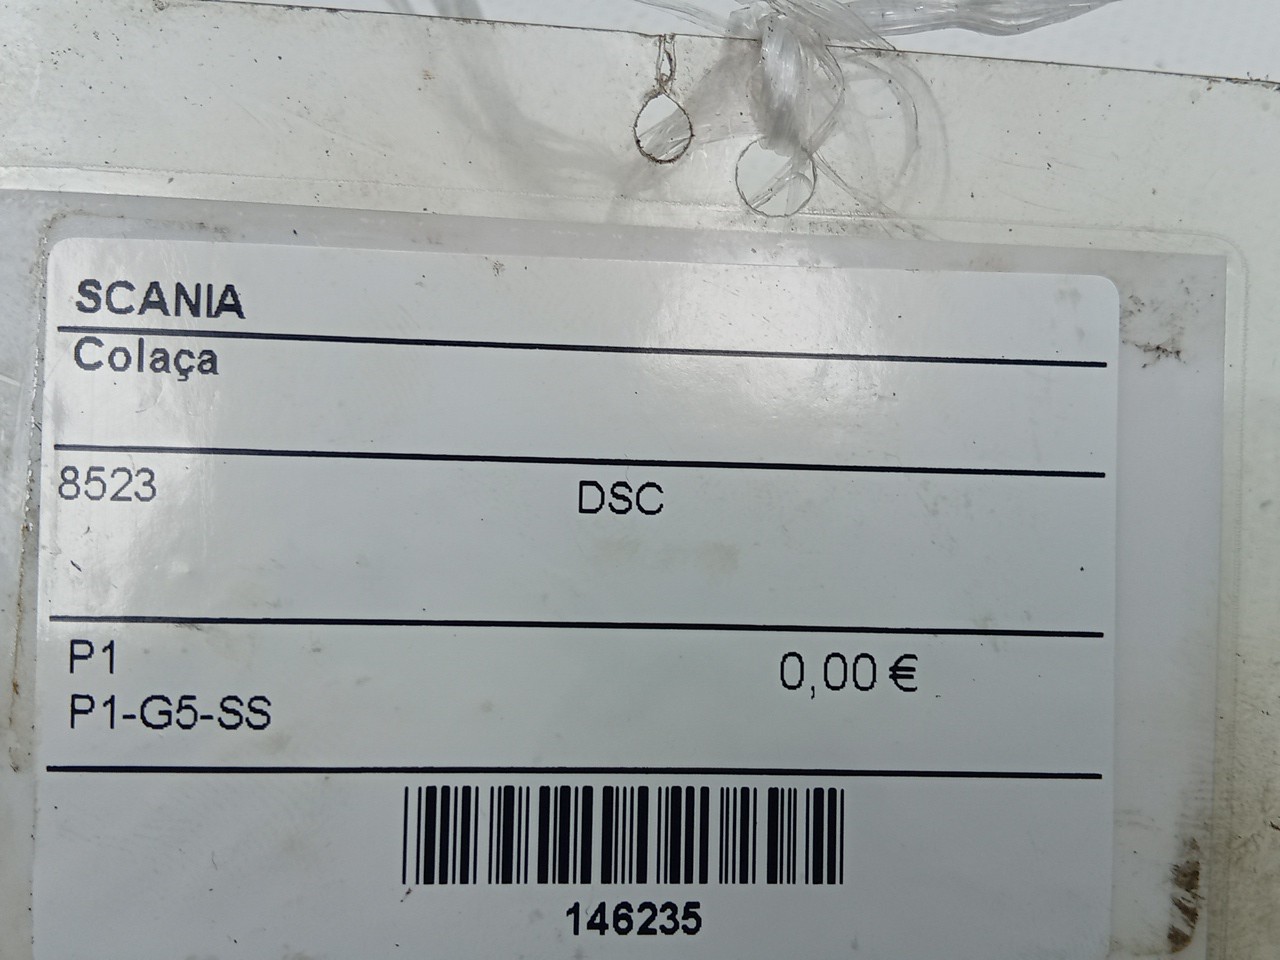 SCANIA
Colaça
8523 DSC
P1 0,00 €
P1-G5-SS
146235